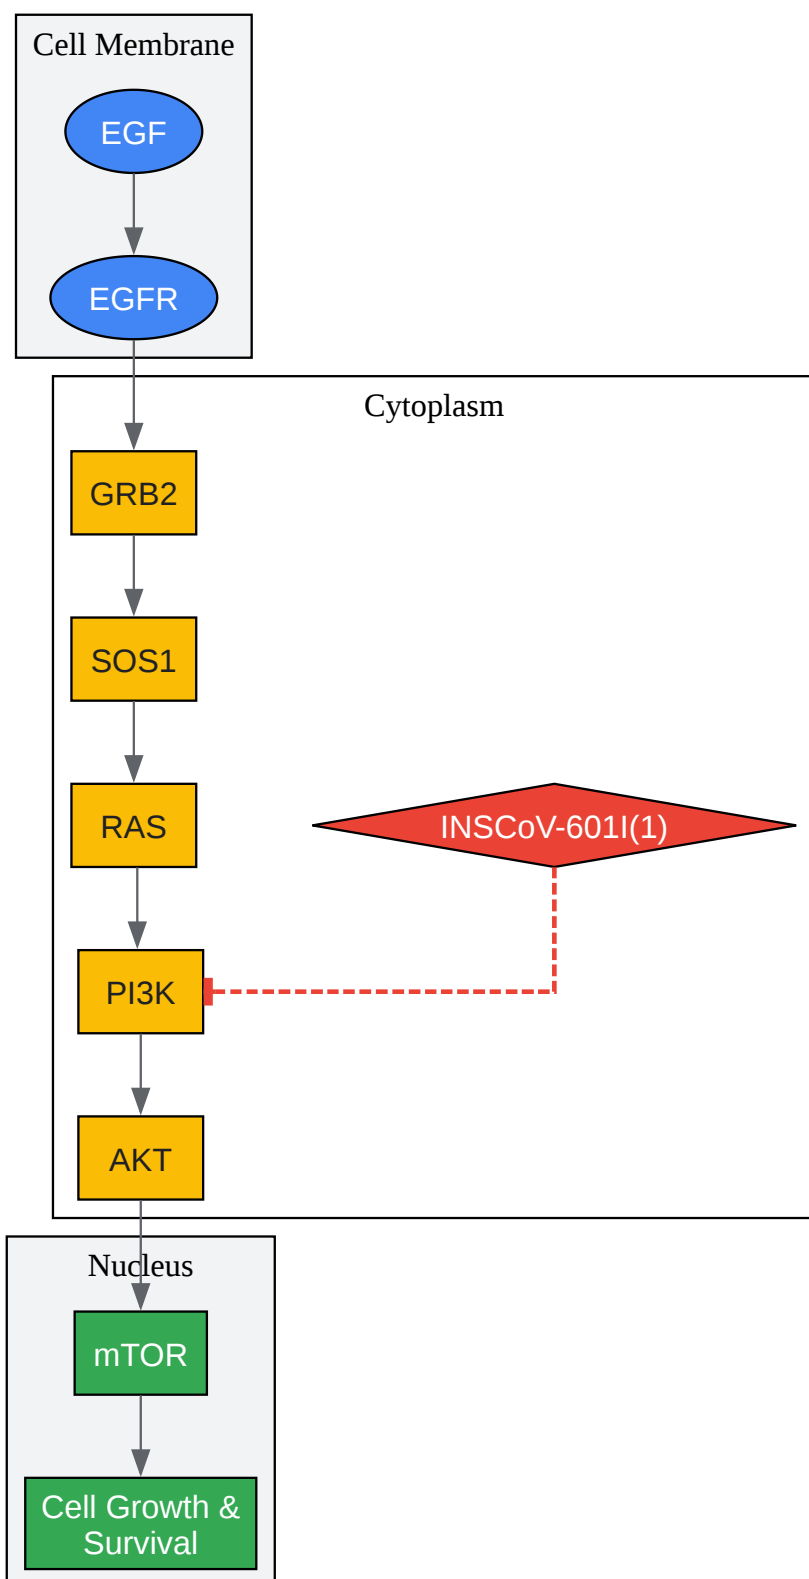 Cell Membrane
EGF
EGFR
Cytoplasm
GRB2
SOS1
RAS
INSCoV-601I(1)
PI3K
AKT
Nucleus
mTOR
Cell Growth &
Survival